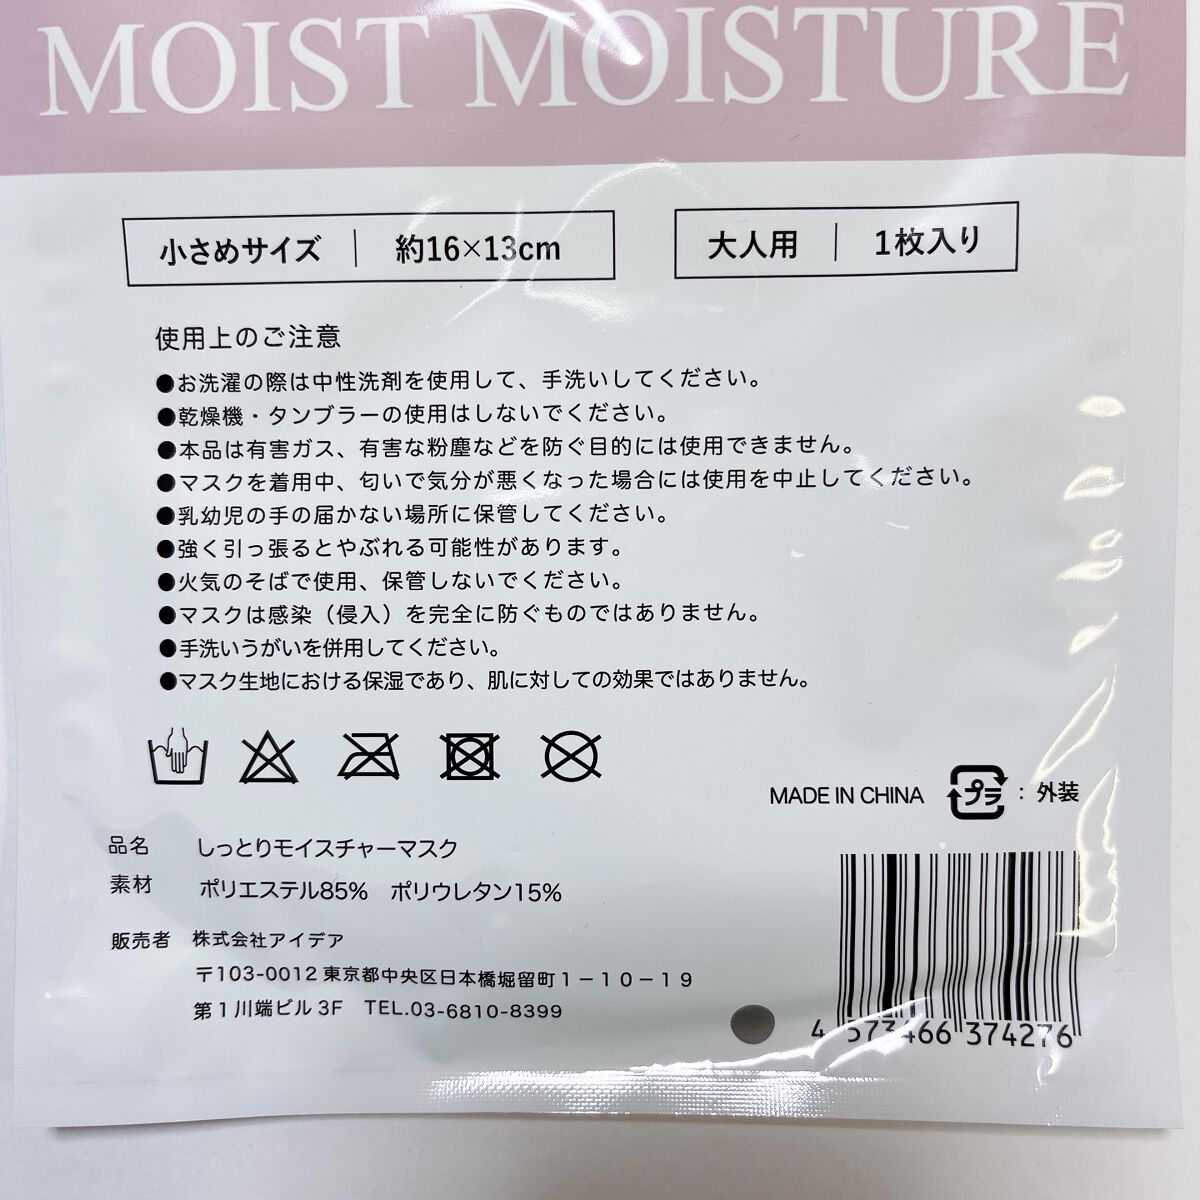 MOIST MOISTURE
小さめサイズ 約16×13cm
大人用 1枚入り
使用上のご注意
●お洗濯の際は中性洗剤を使用して、手洗いしてください。
●乾燥機・タンブラーの使用はしないでください。
●本品は有害ガス、有害な粉塵などを防ぐ目的には使用できません。
●マスクを着用中、匂いで気分が悪くなった場合には使用を中止してください。
●乳幼児の手の届かない場所に保管してください。
●強く引っ張るとやぶれる可能性があります。
●火気のそばで使用、保管しないでください。
●マスクは感染（侵入）を完全に防ぐものではありません。
●手洗いうがいを併用してください。
●マスク生地における保湿であり、肌に対しての効果ではありません。
MADE IN CHINA プラ : 外装
品名 しっとりモイスチャーマスク
素材 ポリエステル85% ポリウレタン15%
販売者 株式会社アイデア
〒103-0012 東京都中央区日本橋堀留町１−１０−１９
第１川端ビル 3F TEL.03-6810-8399
4 573466 374276